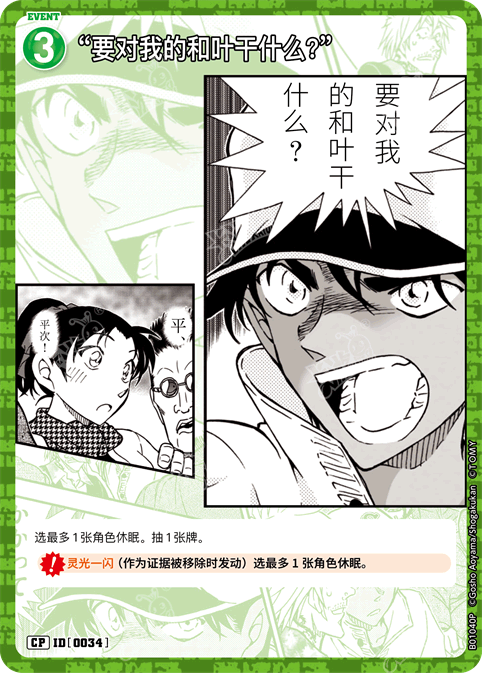 EVENT
3
“要对我的和叶干什么?”
要对我
的和叶干
什么?
平
平次!
选最多1张角色休眠。抽1张牌。
灵光一闪(作为证据被移除时发动)选最多1张角色休眠。
CP ID[0034]
B01040P ©Gosho Aoyama/Shogakukan ©TOMY